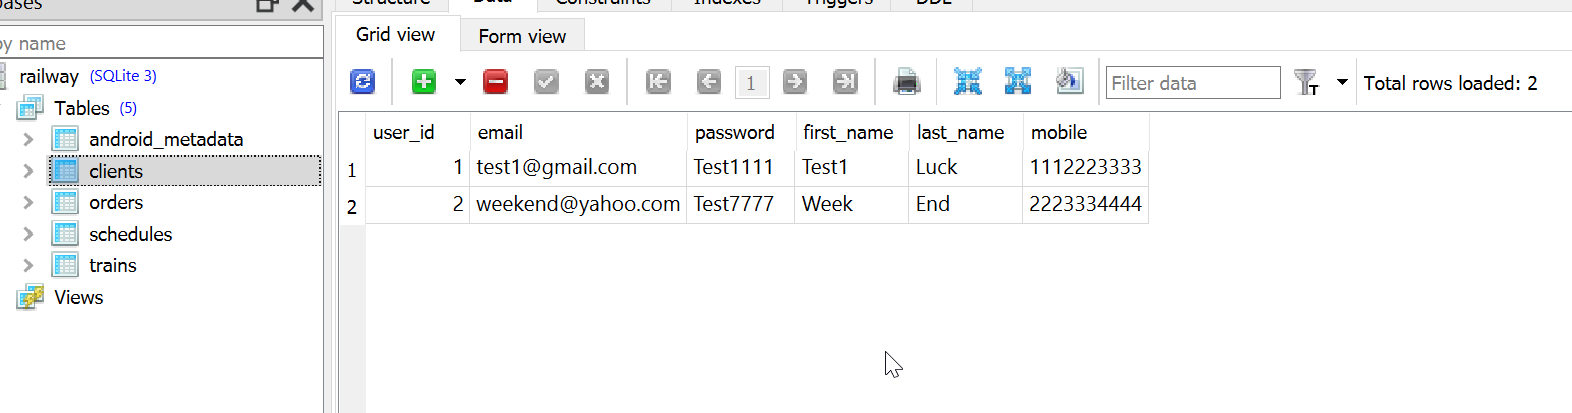 Structure Data Constraints Indexes Triggers DDL
Grid view Form view
by name
1 Filter data T Total rows loaded: 2
railway (SQLite 3)
Tables (5)
android_metadata
clients
orders
schedules
trains
Views
user_id email password first_name last_name mobile
1 1 test1@gmail.com Test1111 Test1 Luck 1112223333
2 2 weekend@yahoo.com Test7777 Week End 2223334444